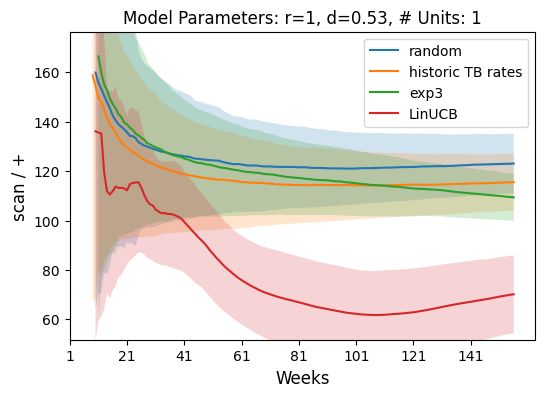 Model Parameters: r=1, d=0.53, # Units: 1
random
historic TB rates
exp3
LinUCB
scan / +
160
140
120
100
80
60
1 21 41 61 81 101 121 141
Weeks